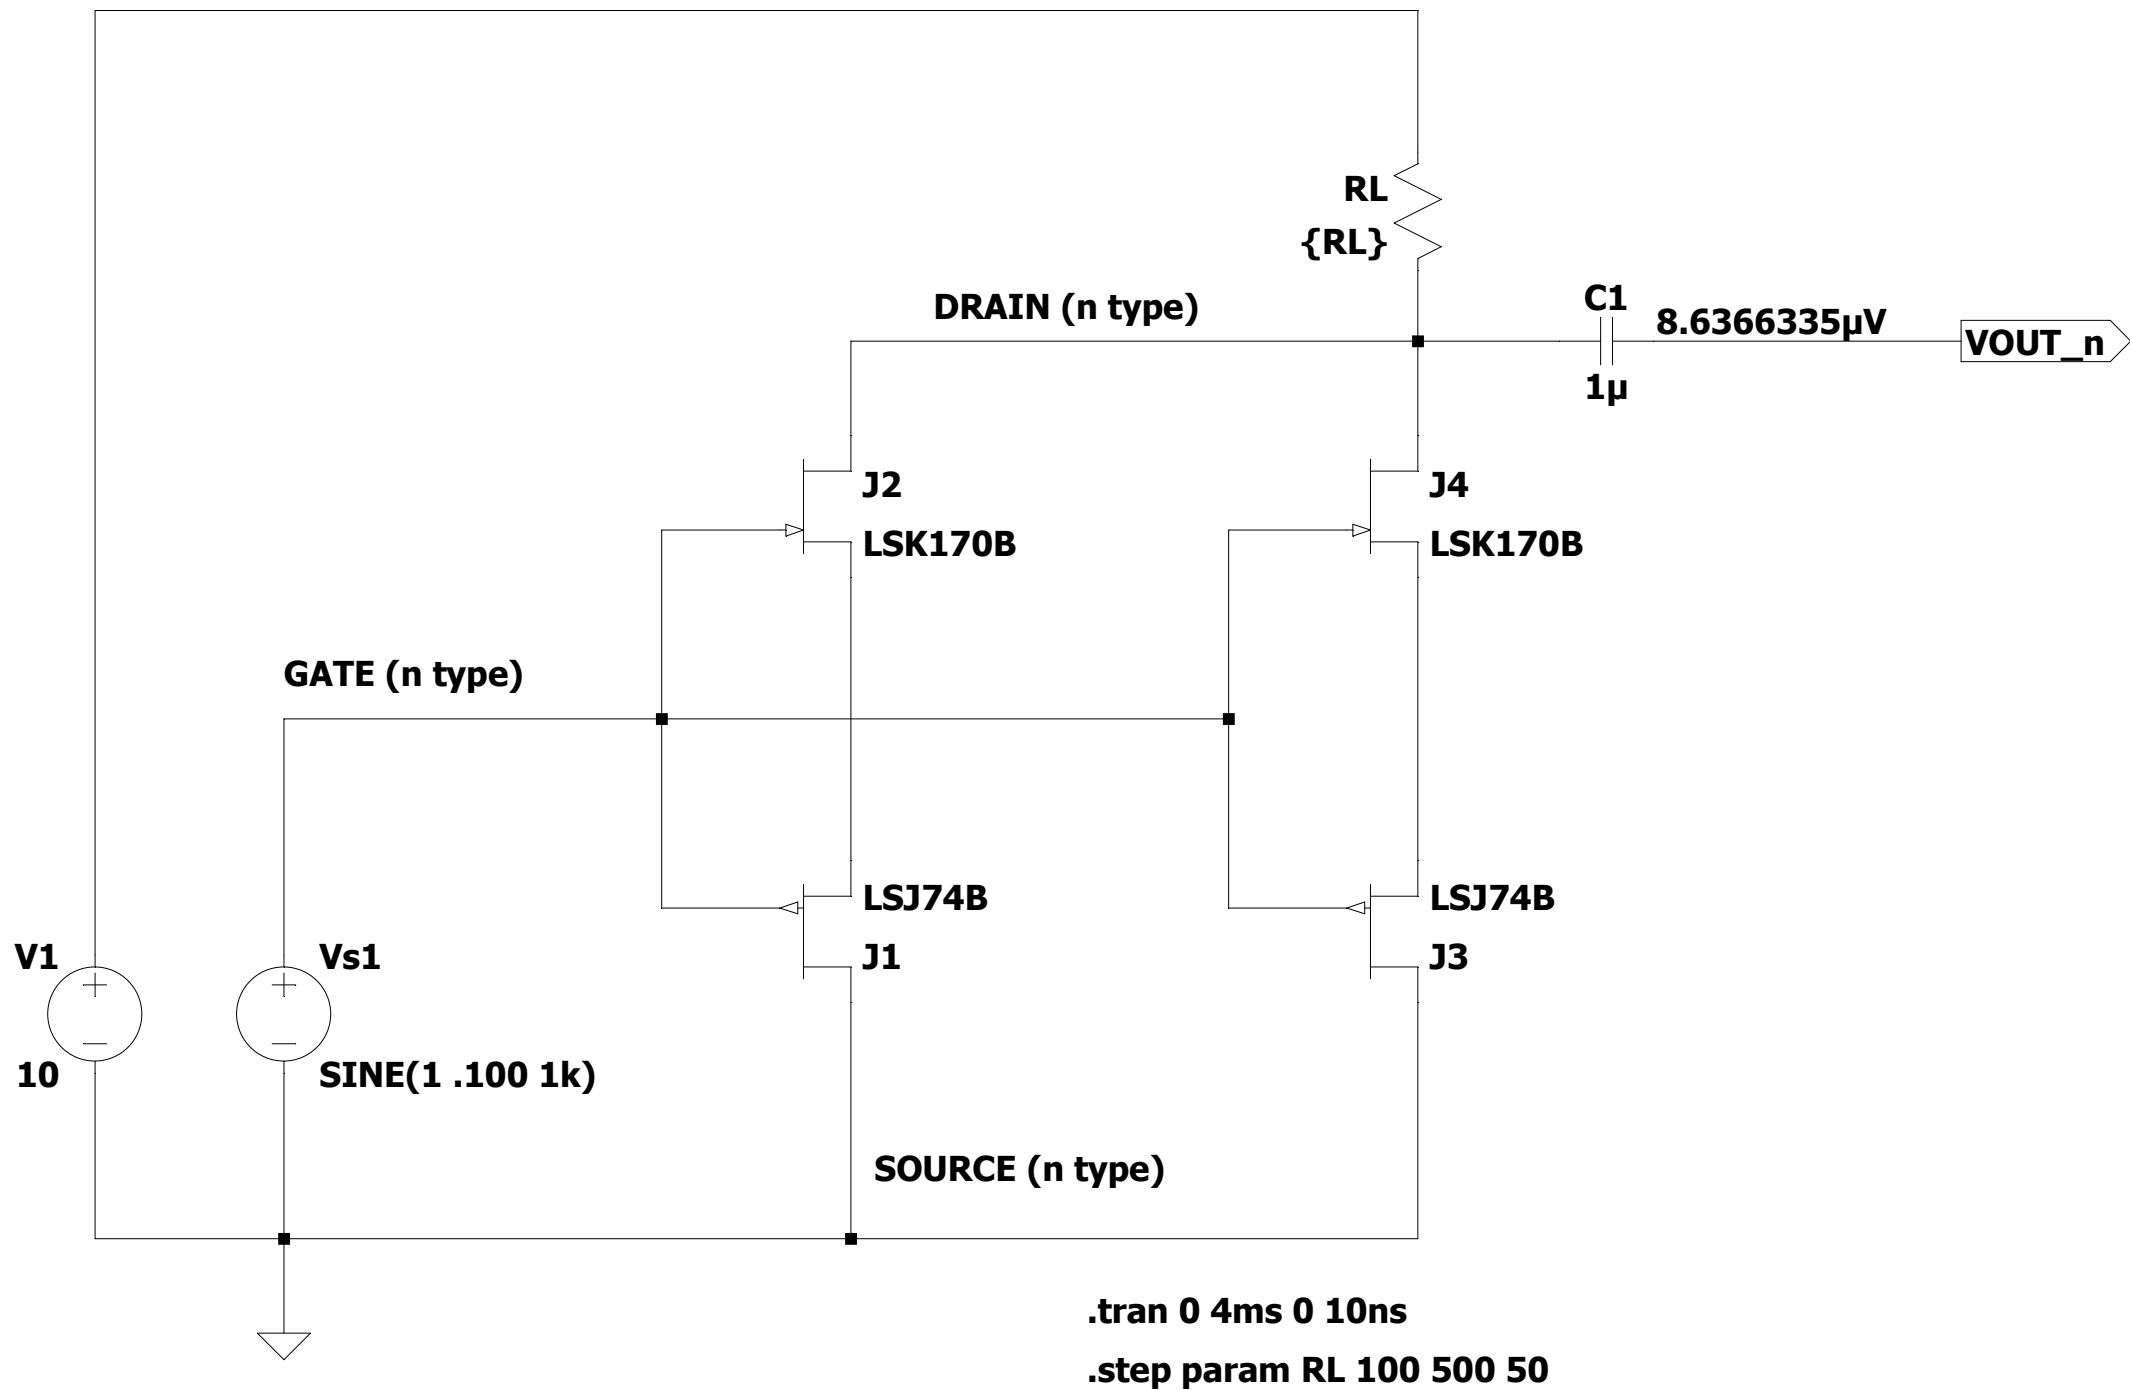 RL
{RL}
DRAIN (n type)
C1
8.6366335µV
VOUT_n
1µ
J2
J4
LSK170B
LSK170B
GATE (n type)
LSJ74B
LSJ74B
V1
Vs1
J1
J3
10
SINE(1 .100 1k)
SOURCE (n type)
.tran 0 4ms 0 10ns
.step param RL 100 500 50